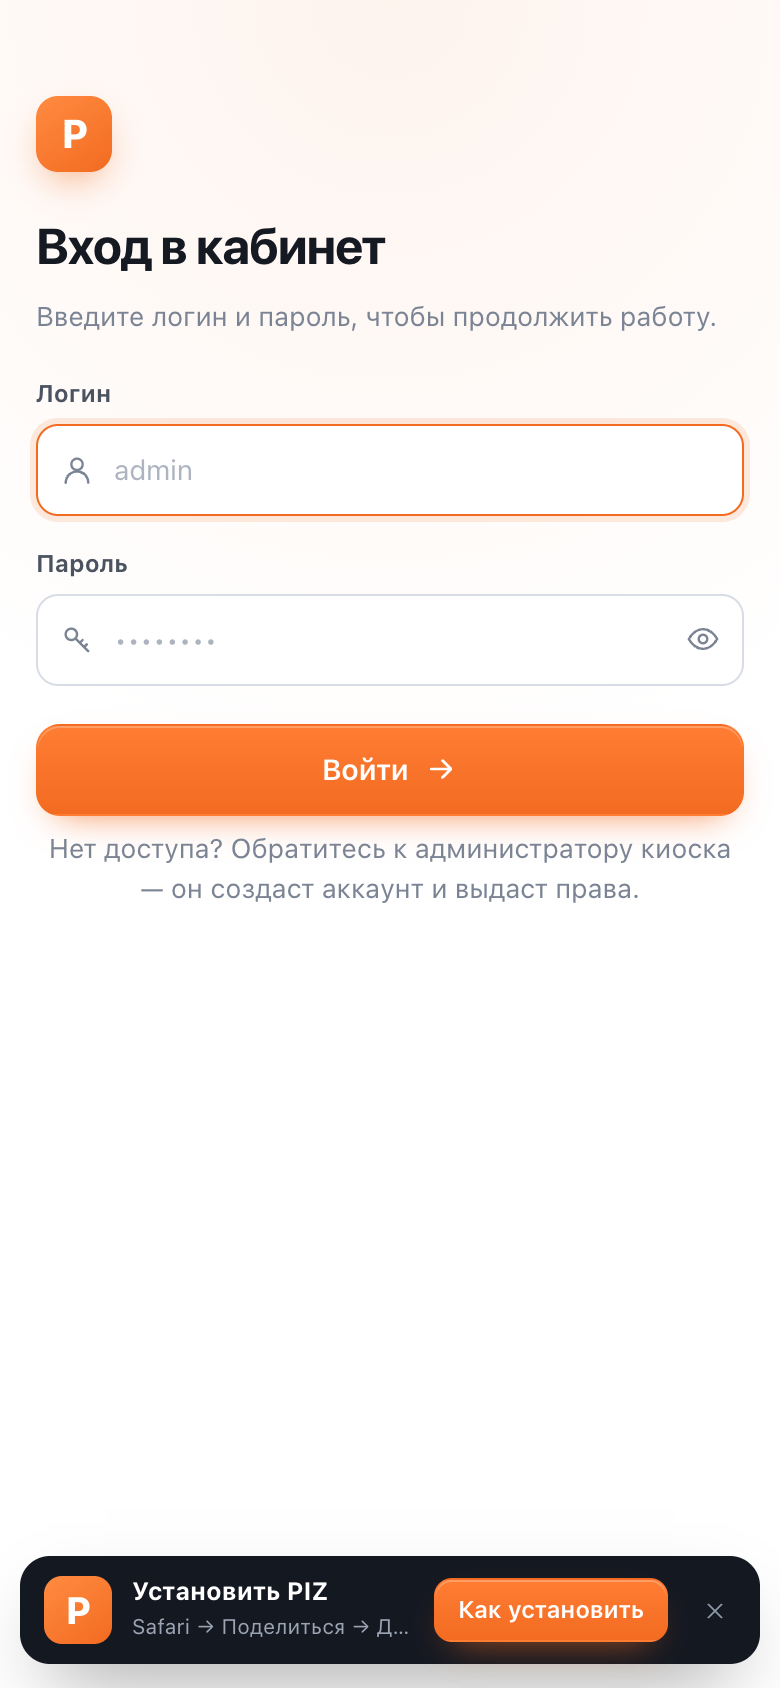 P
Вход в кабинет
Введите логин и пароль, чтобы продолжить работу.
Логин
admin
Пароль
••••••••
Войти →
Нет доступа? Обратитесь к администратору киоска
— он создаст аккаунт и выдаст права.
P
Установить PIZ
Safari → Поделиться → Д...
Как установить